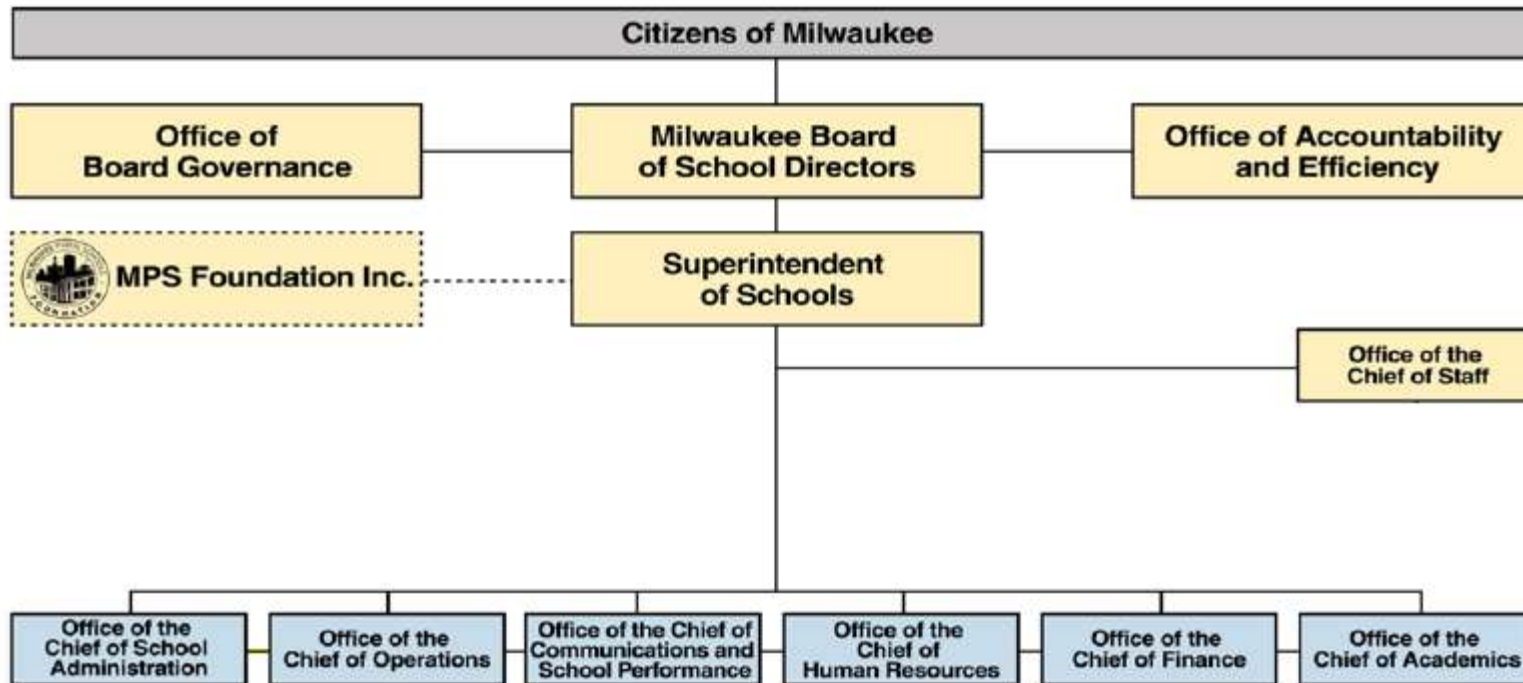 Citizens of Milwaukee
Office of
Board Governance
Milwaukee Board
of School Directors
Office of Accountability
and Efficiency
MPS Foundation Inc.
FOUNDATION
Superintendent
of Schools
Office of the
Chief of Staff
Office of the
Chief of School
Administration
Office of the
Chief of Operations
Office of the Chief of
Communications and
School Performance
Office of the
Chief of
Human Resources
Office of the
Chief of Finance
Office of the
Chief of Academics